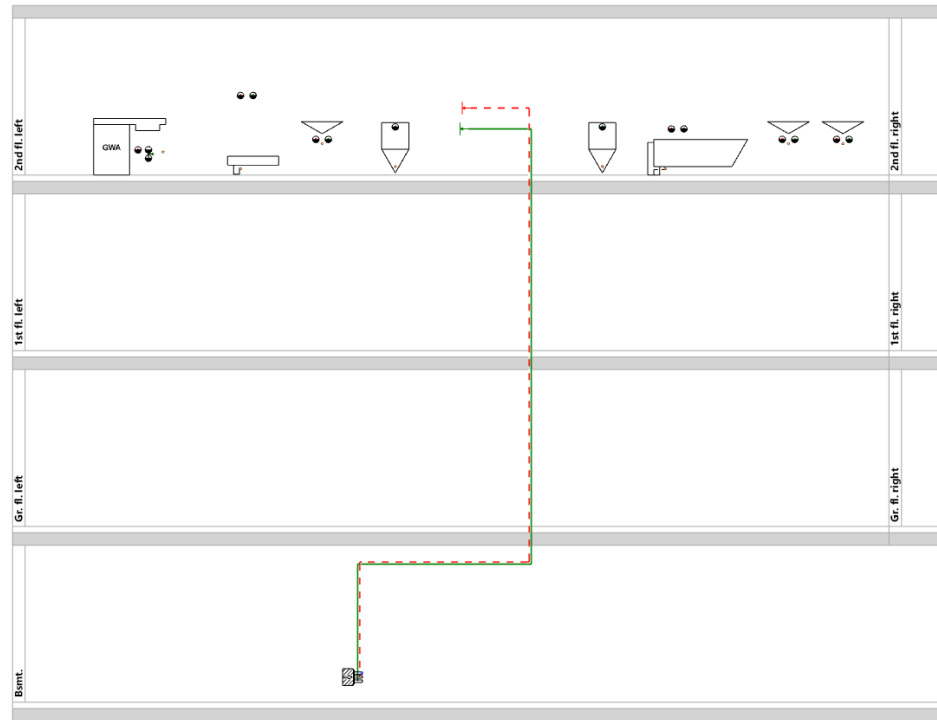 2nd fl. left
GWA
2nd fl. right
1st fl. left
1st fl. right
Gr. fl. left
Gr. fl. right
Bsmt.